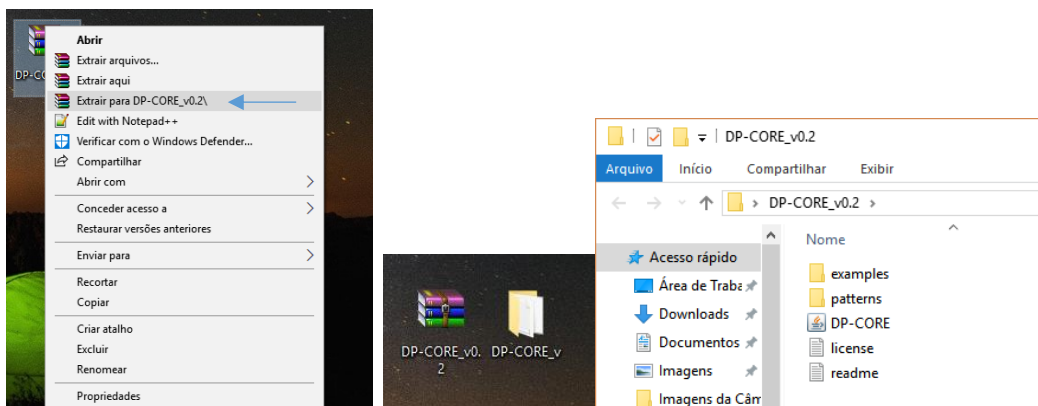 DP-CO
Abrir
Extrair arquivos...
Extrair aqui
Extrair para DP-CORE_v0.2\
Edit with Notepad++
Verificar com o Windows Defender...
Compartilhar
Abrir com
Conceder acesso a
Restaurar versões anteriores
Enviar para
Recortar
Copiar
Criar atalho
Excluir
Renomear
Propriedades
DP-CORE_v0.
2
DP-CORE_v
DP-CORE_v0.2
Arquivo Início Compartilhar Exibir
DP-CORE_v0.2
Nome
Acesso rápido
Área de Traba
Downloads
Documentos
Imagens
Imagens da Câm
examples
patterns
DP-CORE
license
readme